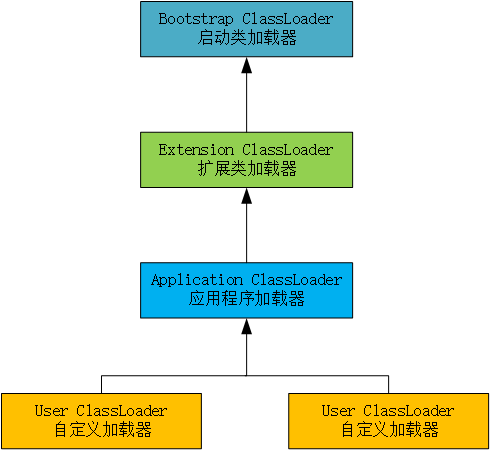 Bootstrap ClassLoader
启动类加载器
Extension ClassLoader
扩展类加载器
Application ClassLoader
应用程序加载器
User ClassLoader
自定义加载器
User ClassLoader
自定义加载器